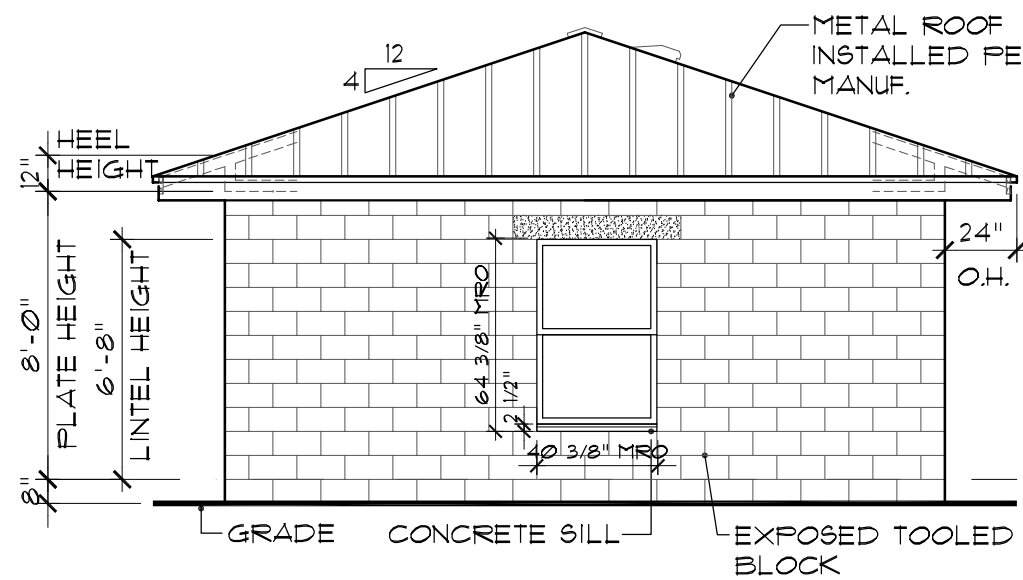 METAL ROOF
INSTALLED PE
MANUF.
12
4
HEEL
HEIGHT
12"
24"
O.H.
PLATE HEIGHT
8'-0"
LINTEL HEIGHT
6'-8"
64 3/8" MRO
2 1/2"
40 3/8" MRO
8"
GRADE
CONCRETE SILL
EXPOSED TOOLED
BLOCK